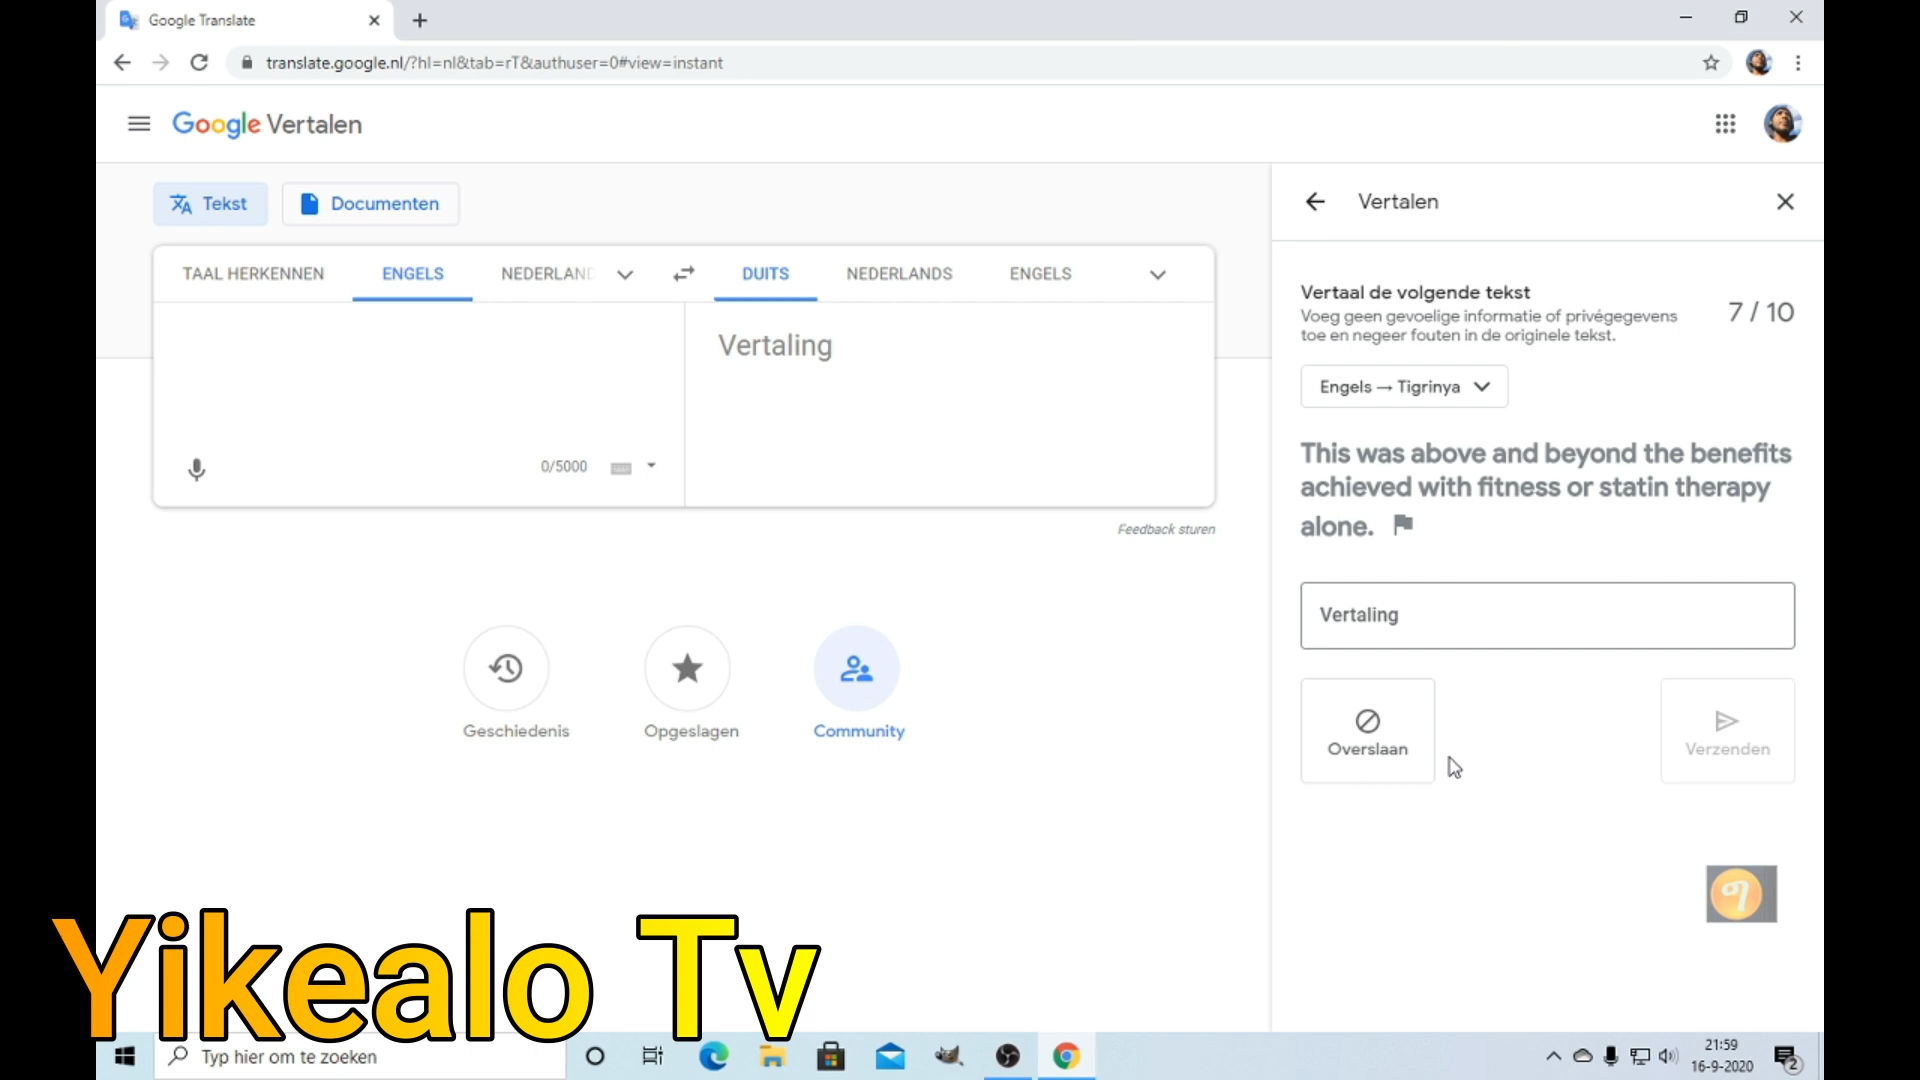 Google Translate
translate.google.nl/?hl=nl&tab=rT&authuser=0#view=instant
Google Vertalen
Tekst
Documenten
Vertalen
TAAL HERKENNEN
ENGELS
NEDERLAND
DUITS
NEDERLANDS
ENGELS
Vertaling
0/5000
Feedback sturen
Geschiedenis
Opgeslagen
Community
Vertaal de volgende tekst
Voeg geen gevoelige informatie of privégegevens
toe en negeer fouten in de originele tekst.
7 / 10
Engels → Tigrinya
This was above and beyond the benefits
achieved with fitness or statin therapy
alone.
Vertaling
Overslaan
Verzenden
Yikealo Tv
Typ hier om te zoeken
21:59
16-9-2020
2